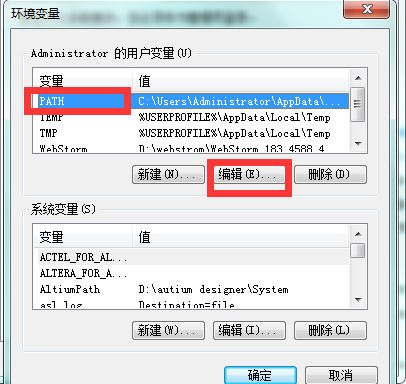 环境变量
Administrator 的用户变量(U)
变量 值
PATH C:\Users\Administrator\AppData\...
TEMP %USERPROFILE%\AppData\Local\Temp
TMP %USERPROFILE%\AppData\Local\Temp
WebStorm D:\webstrom\WebStorm 183.4588.4
新建(N)... 编辑(E)... 删除(D)
系统变量(S)
变量 值
ACTEL_FOR_AL...
ALTERA_FOR_A...
AltiumPath D:\autium designer\System
asl.log Destination=file
新建(W)... 编辑(I)... 删除(L)
确定 取消